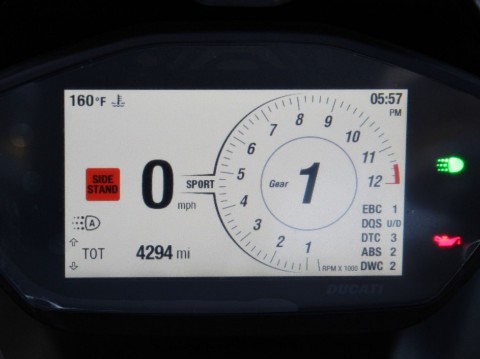 160°F
05:57
PM
SIDE
STAND
0
mph
SPORT
Gear 1
1
2
3
4
5
6
7
8
9
10
11
12
RPM X 1000
A
TOT 4294 mi
EBC 1
DQS U/D
DTC 3
ABS 2
DWC 2
DUCATI